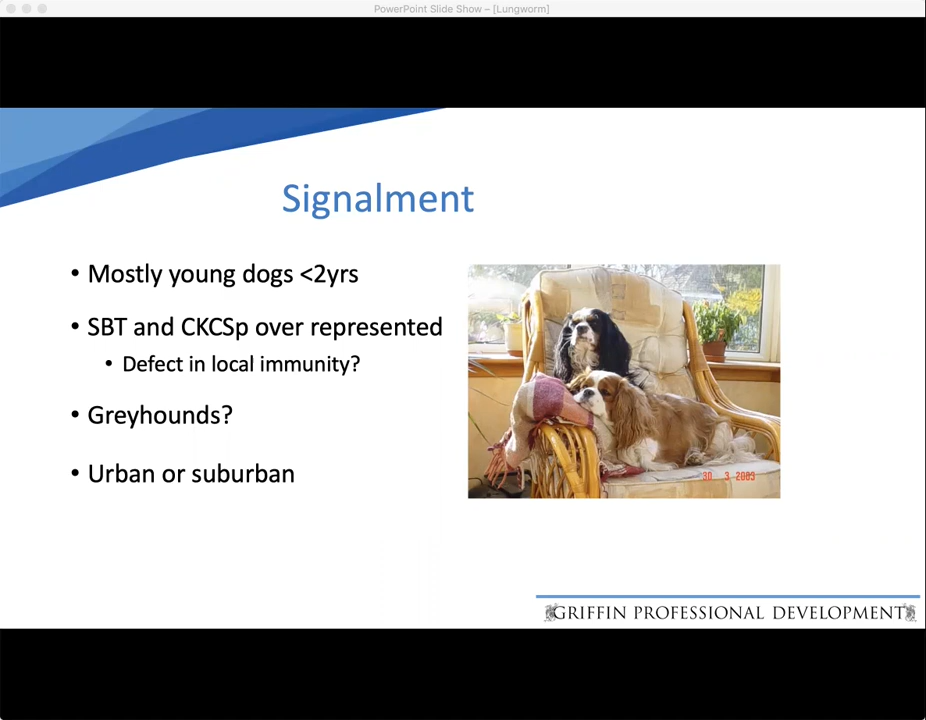 PowerPoint Slide Show – [Lungworm]
Signalment
• Mostly young dogs <2yrs
• SBT and CKCSp over represented
• Defect in local immunity?
• Greyhounds?
• Urban or suburban
30 3 2003
GRIFFIN PROFESSIONAL DEVELOPMENT